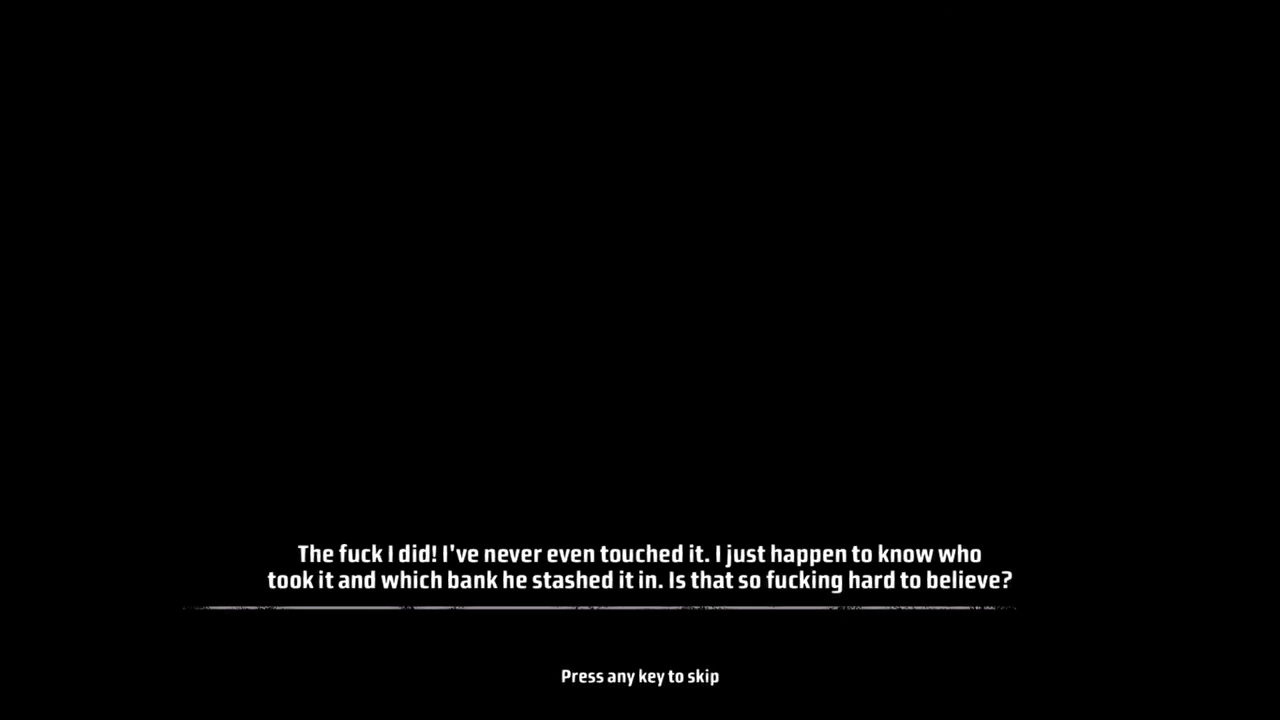 The fuck I did! I've never even touched it. I just happen to know who
took it and which bank he stashed it in. Is that so fucking hard to believe?
Press any key to skip